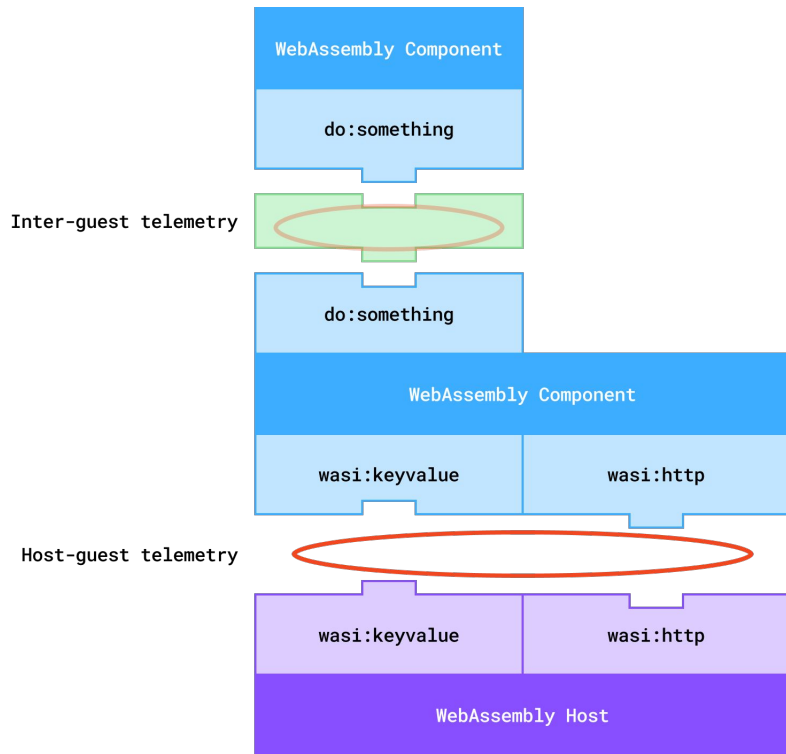 WebAssembly Component
do:something
Inter-guest telemetry
do:something
WebAssembly Component
wasi:keyvalue
wasi:http
Host-guest telemetry
wasi:keyvalue
wasi:http
WebAssembly Host